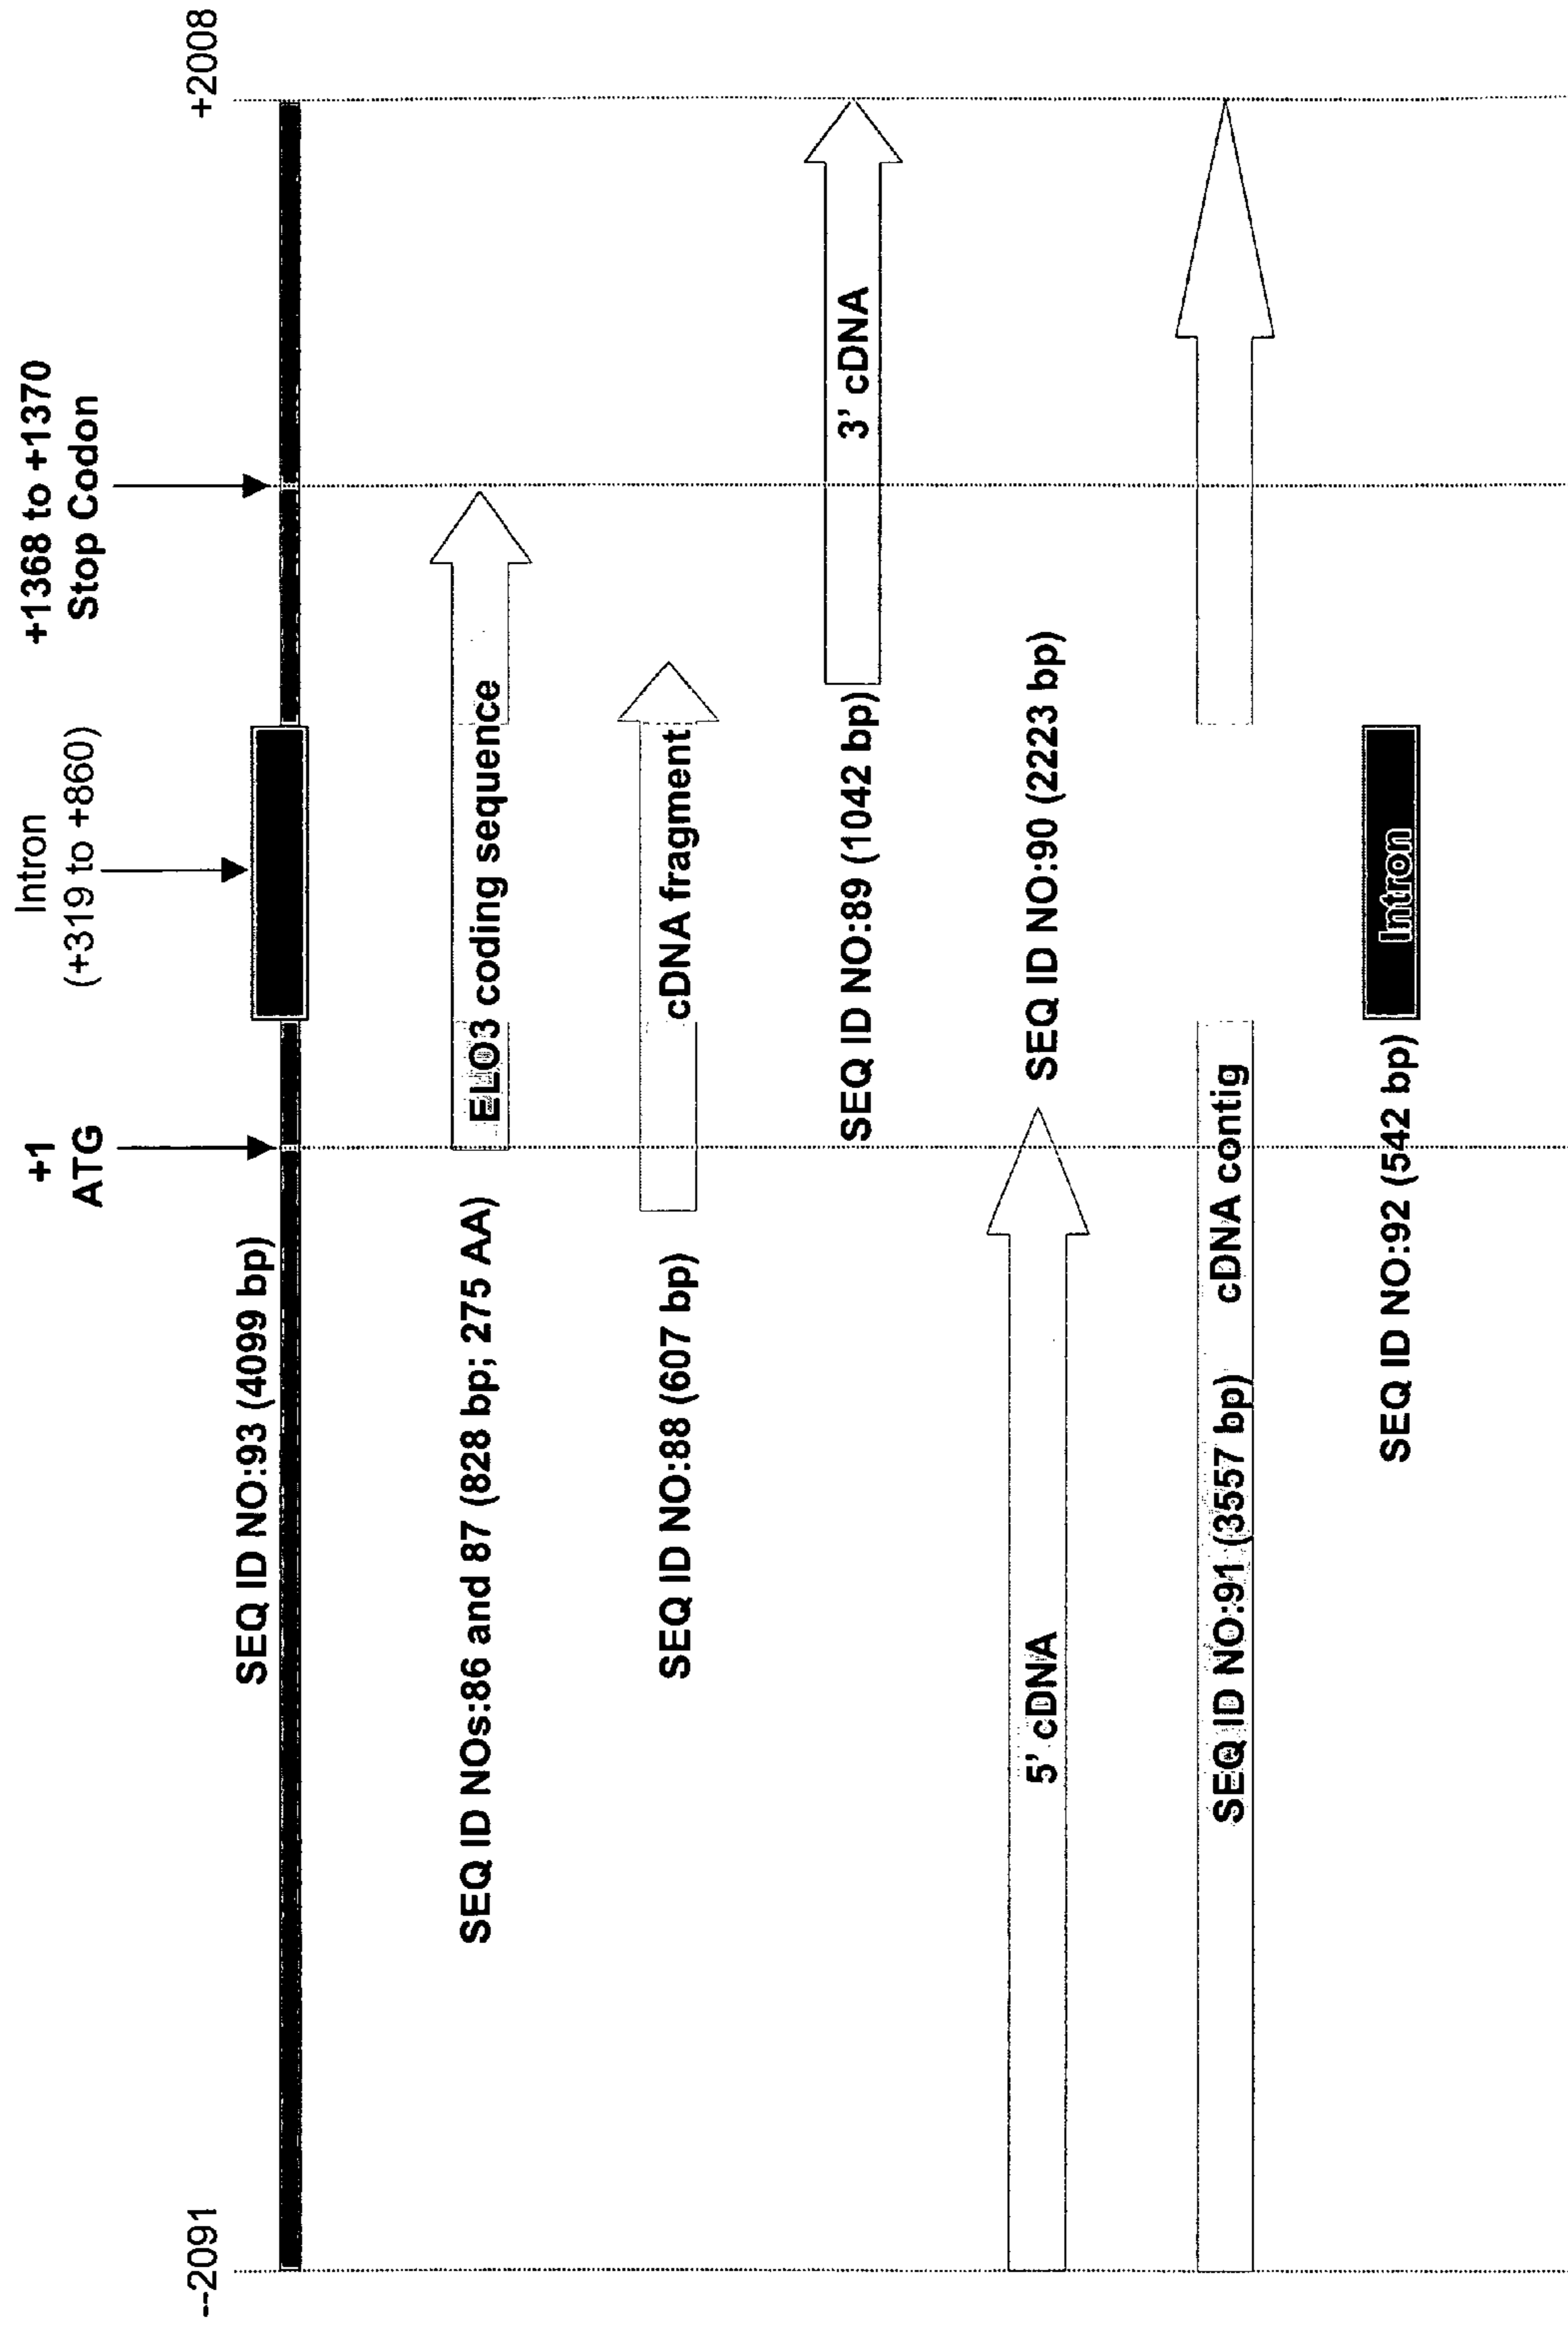 +1368 to +1370
Stop Codon
Intron
(+319 to +860)
+1
ATG
--2091
+2008
SEQ ID NO:93 (4099 bp)
SEQ ID NOs:86 and 87 (828 bp; 275 AA)
ELO3 coding sequence
SEQ ID NO:88 (607 bp)
cDNA fragment
SEQ ID NO:89 (1042 bp)
3’ cDNA
5’ cDNA
SEQ ID NO:90 (2223 bp)
SEQ ID NO:91 (3557 bp)
cDNA contig
SEQ ID NO:92 (542 bp)
Intron